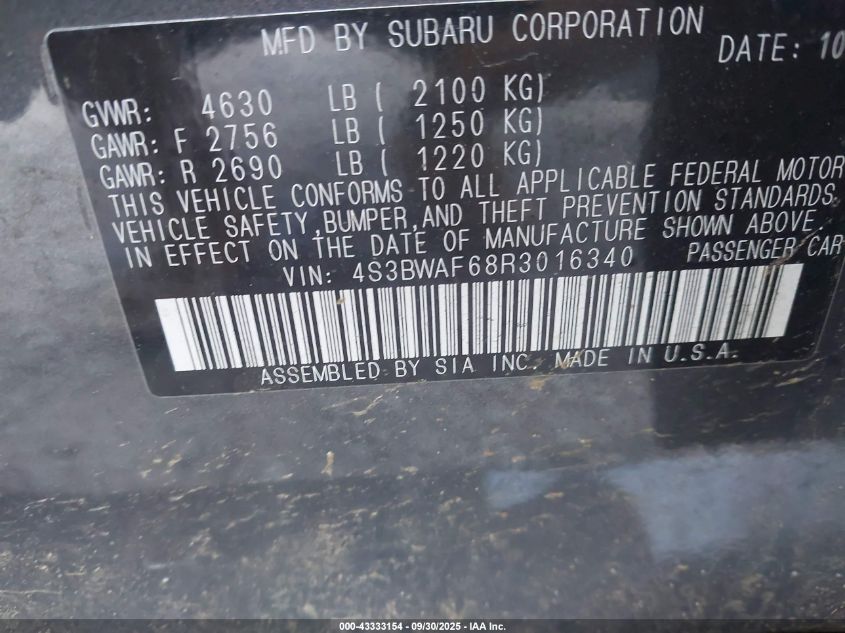 MFD BY SUBARU CORPORATION
DATE: 10
GVWR: 4630 LB ( 2100 KG)
GAWR: F 2756 LB ( 1250 KG)
GAWR: R 2690 LB ( 1220 KG)
THIS VEHICLE CONFORMS TO ALL APPLICABLE FEDERAL MOTOR
VEHICLE SAFETY,BUMPER,AND THEFT PREVENTION STANDARDS
IN EFFECT ON THE DATE OF MANUFACTURE SHOWN ABOVE
VIN: 4S3BWAF68R3016340 PASSENGER CAR
ASSEMBLED BY SIA INC. MADE IN U.S.A.
000-43333154 - 09/30/2025 - IAA Inc.